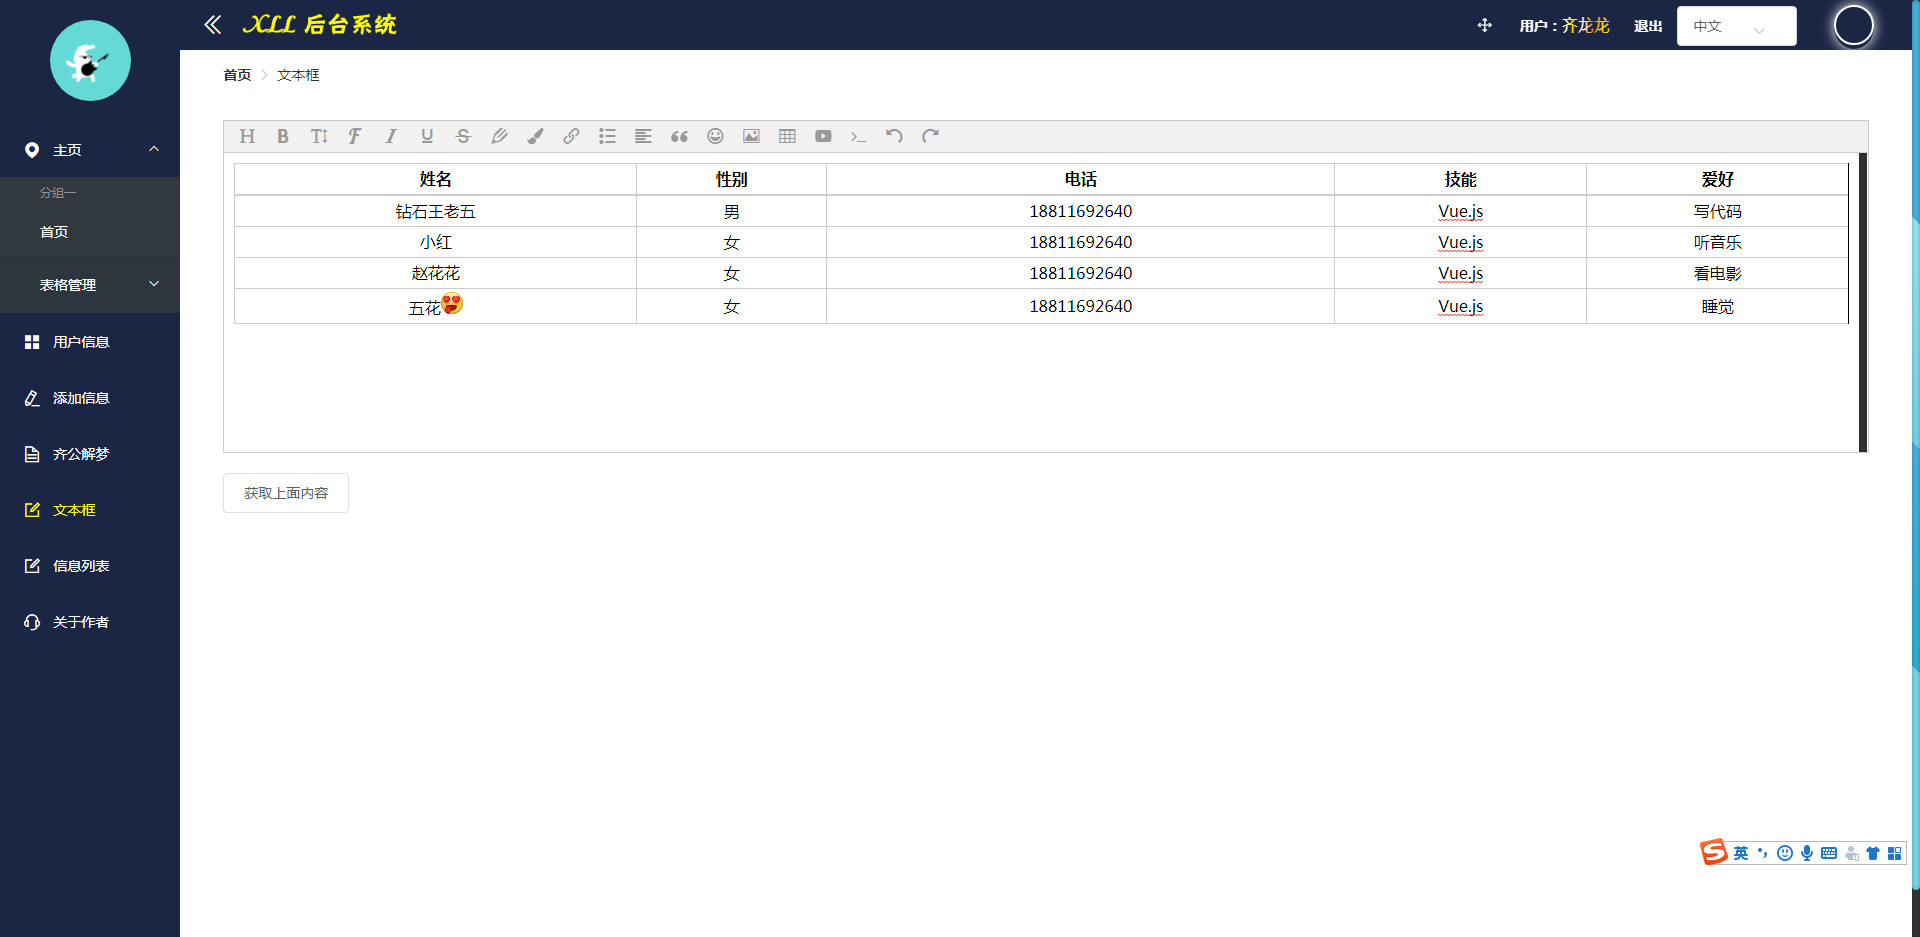 XLL 后台系统
用户：齐龙龙 退出 中文
首页 > 文本框
主页
分组一
首页
表格管理
用户信息
添加信息
齐公解梦
文本框
信息列表
关于作者
姓名 性别 电话 技能 爱好
钻石王老五 男 18811692640 Vue.js 写代码
小红 女 18811692640 Vue.js 听音乐
赵花花 女 18811692640 Vue.js 看电影
五花😍 女 18811692640 Vue.js 睡觉
获取上面内容
英